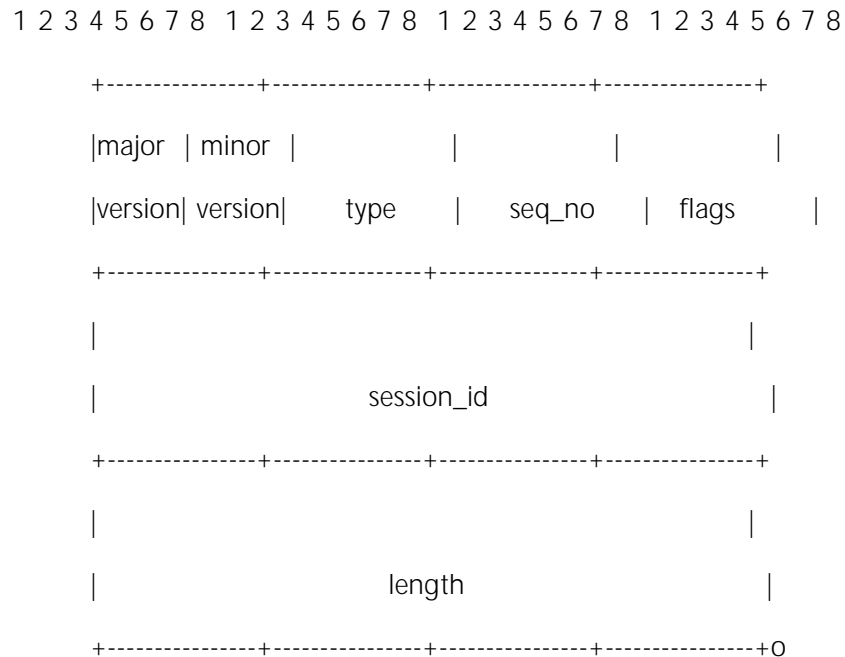 1 2 3 4 5 6 7 8 1 2 3 4 5 6 7 8 1 2 3 4 5 6 7 8 1 2 3 4 5 6 7 8
+----------------+----------------+----------------+----------------+
|major | minor | | | |
|version| version| type | seq_no | flags |
+----------------+----------------+----------------+----------------+
| |
| session_id |
+----------------+----------------+----------------+----------------+
| |
| length |
+----------------+----------------+----------------+----------------+o